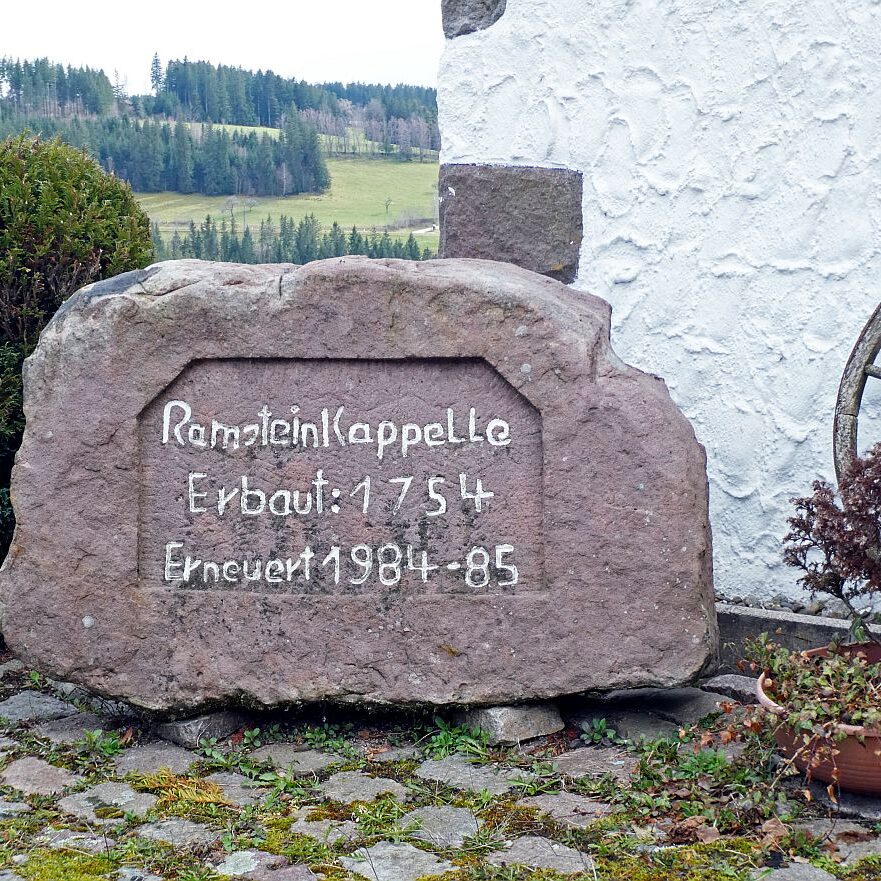 RamsteinKappelle
Erbaut: 1754
Erneuert 1984-85